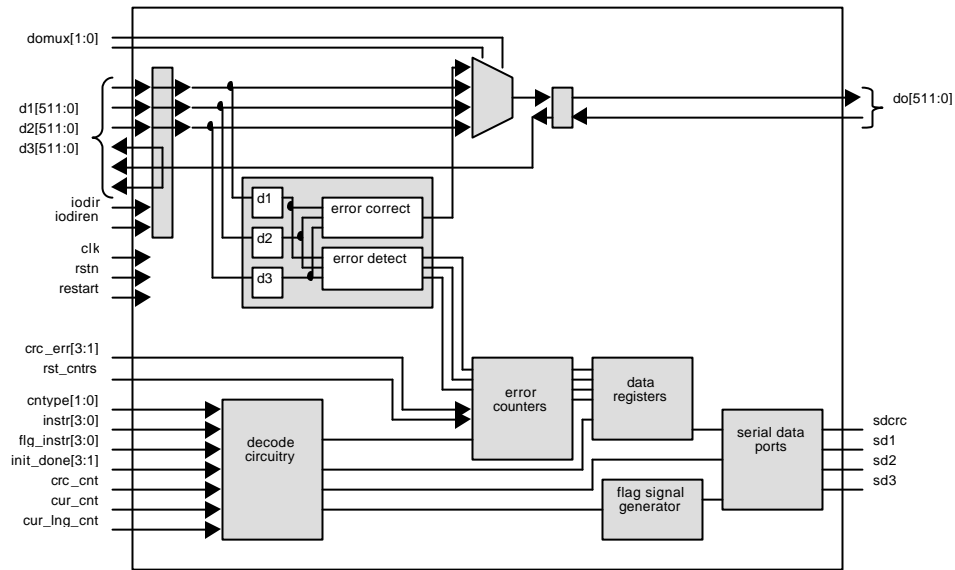 domux[1:0]
d1[511:0]
d2[511:0]
d3[511:0]
do[511:0]
iodir
iodiren
clk
rstn
restart
d1
d2
d3
error correct
error detect
crc_err[3:1]
rst_cntrs
cntype[1:0]
instr[3:0]
flg_instr[3:0]
init_done[3:1]
crc_cnt
cur_cnt
cur_lng_cnt
decode
circuitry
error
counters
data
registers
flag signal
generator
serial data
ports
sdcrc
sd1
sd2
sd3